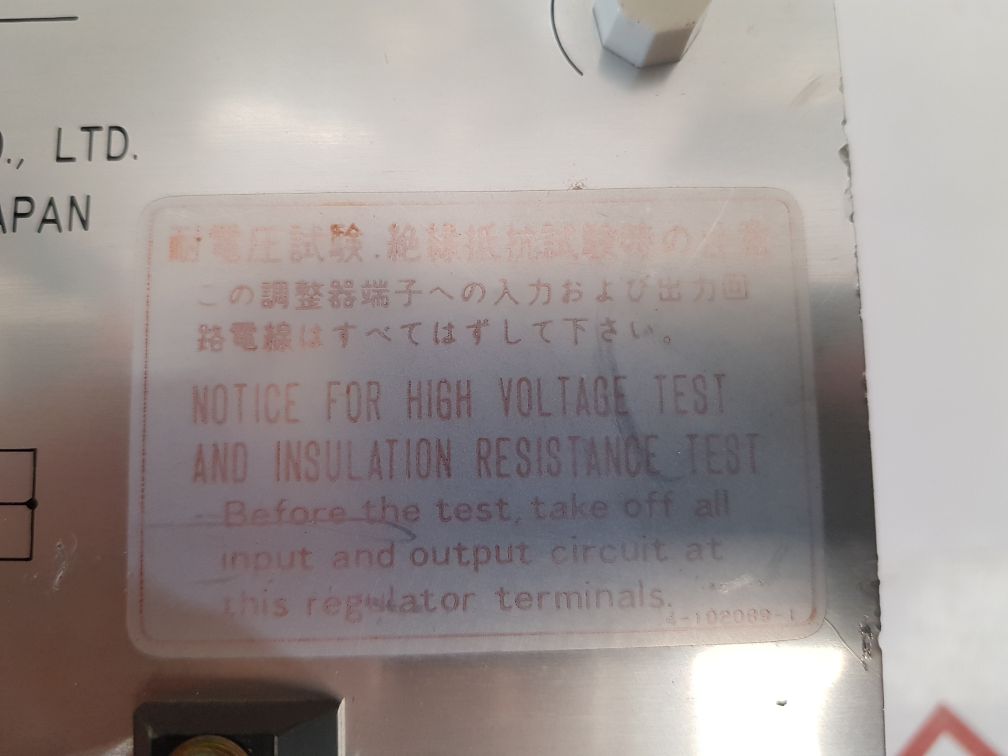 LTD.
JAPAN
耐電圧試験.絶縁抵抗試験時の注意
この調整器端子への入力および出力回
路電線はすべてはずして下さい。
NOTICE FOR HIGH VOLTAGE TEST
AND INSULATION RESISTANCE TEST
Before the test, take off all
input and output circuit at
this regulator terminals.
4-102069-1